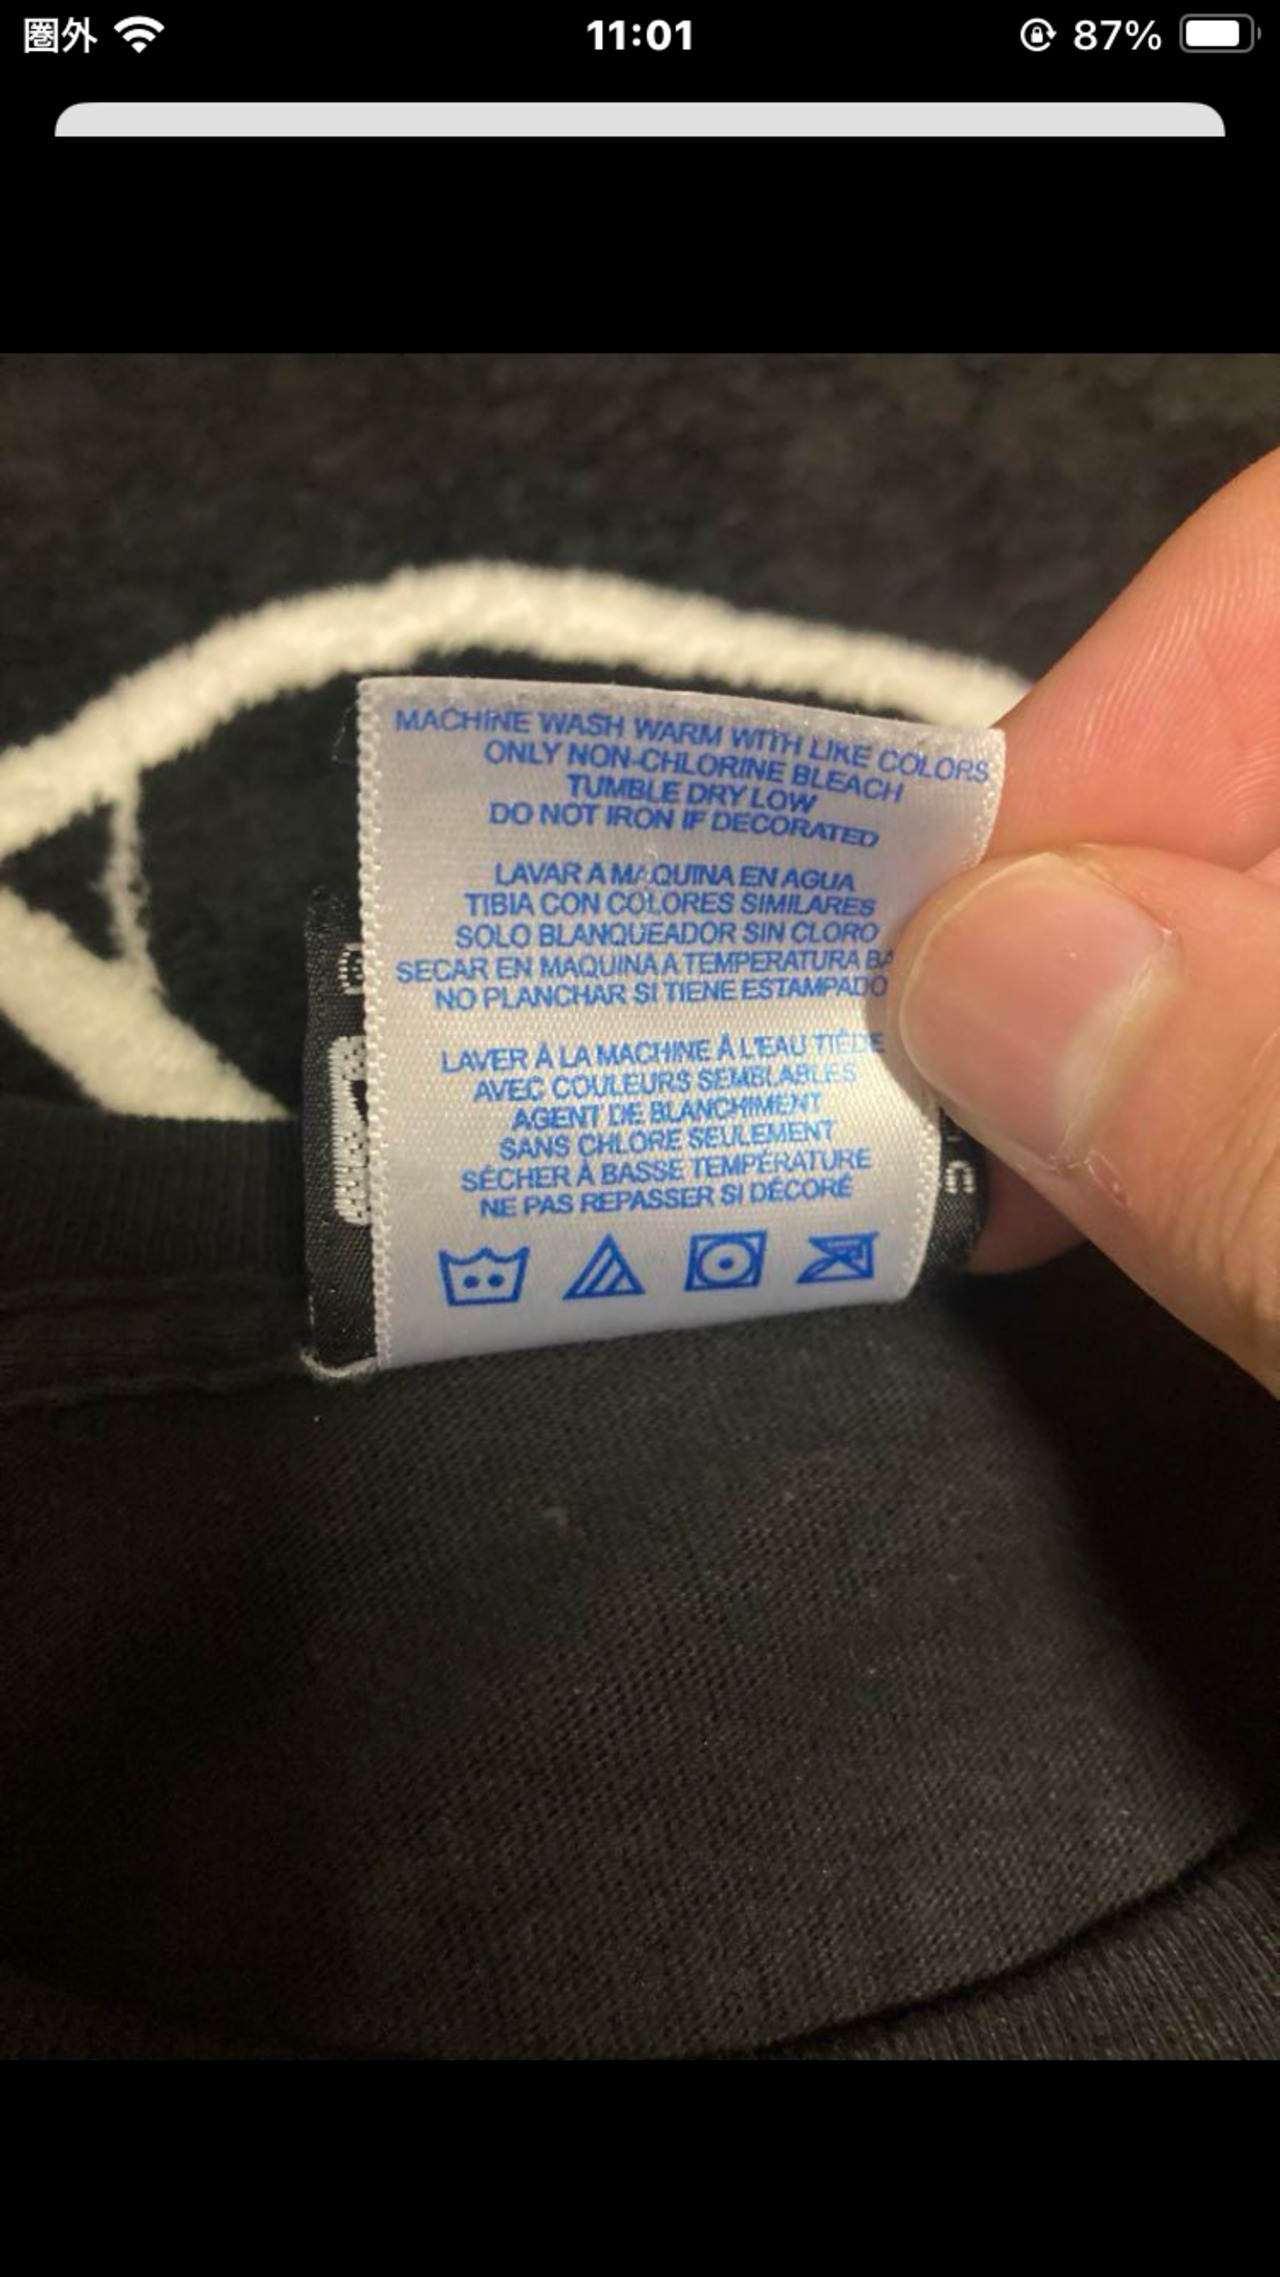 圏外 11:01 87%
MACHINE WASH WARM WITH LIKE COLORS
ONLY NON-CHLORINE BLEACH
TUMBLE DRY LOW
DO NOT IRON IF DECORATED
LAVAR A MAQUINA EN AGUA
TIBIA CON COLORES SIMILARES
SOLO BLANQUEADOR SIN CLORO
SECAR EN MAQUINA A TEMPERATURA
NO PLANCHAR SI TIENE ESTAMPADO
LAVER À LA MACHINE À L'EAU TIÈDE
AVEC COULEURS SEMBLABLES
AGENT DE BLANCHIMENT
SANS CHLORE SEULEMENT
SÉCHER À BASSE TEMPÉRATURE
NE PAS REPASSER SI DÉCORÉ